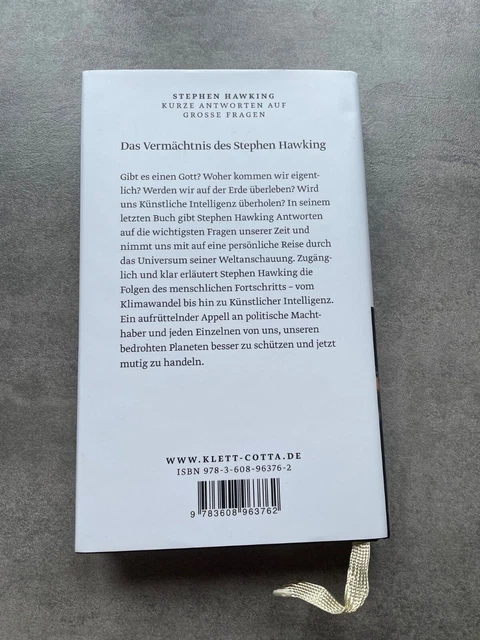 STEPHEN HAWKING
KURZE ANTWORTEN AUF
GROSSE FRAGEN
Das Vermächtnis des Stephen Hawking
Gibt es einen Gott? Woher kommen wir eigent-
lich? Werden wir auf der Erde überleben? Wird
uns Künstliche Intelligenz überholen? In seinem
letzten Buch gibt Stephen Hawking Antworten
auf die wichtigsten Fragen unserer Zeit und
nimmt uns mit auf eine persönliche Reise durch
das Universum seiner Weltanschauung. Zugäng-
lich und klar erläutert Stephen Hawking die
Folgen des menschlichen Fortschritts – vom
Klimawandel bis hin zu Künstlicher Intelligenz.
Ein aufrüttelnder Appell an politische Macht-
haber und jeden Einzelnen von uns, unseren
bedrohten Planeten besser zu schützen und jetzt
mutig zu handeln.
WWW.KLETT-COTTA.DE
ISBN 978-3-608-96376-2
9 783608 963762